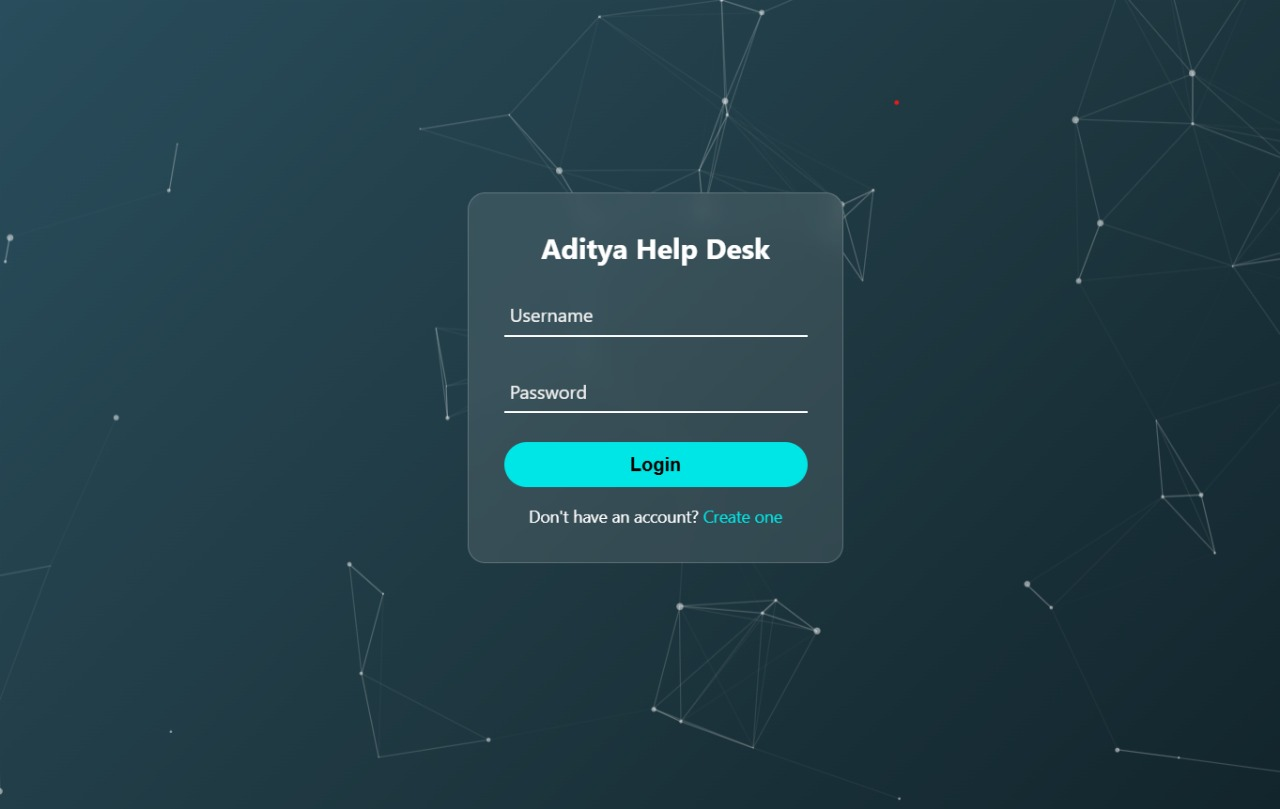 Aditya Help Desk
Username
Password
Login
Don't have an account? Create one